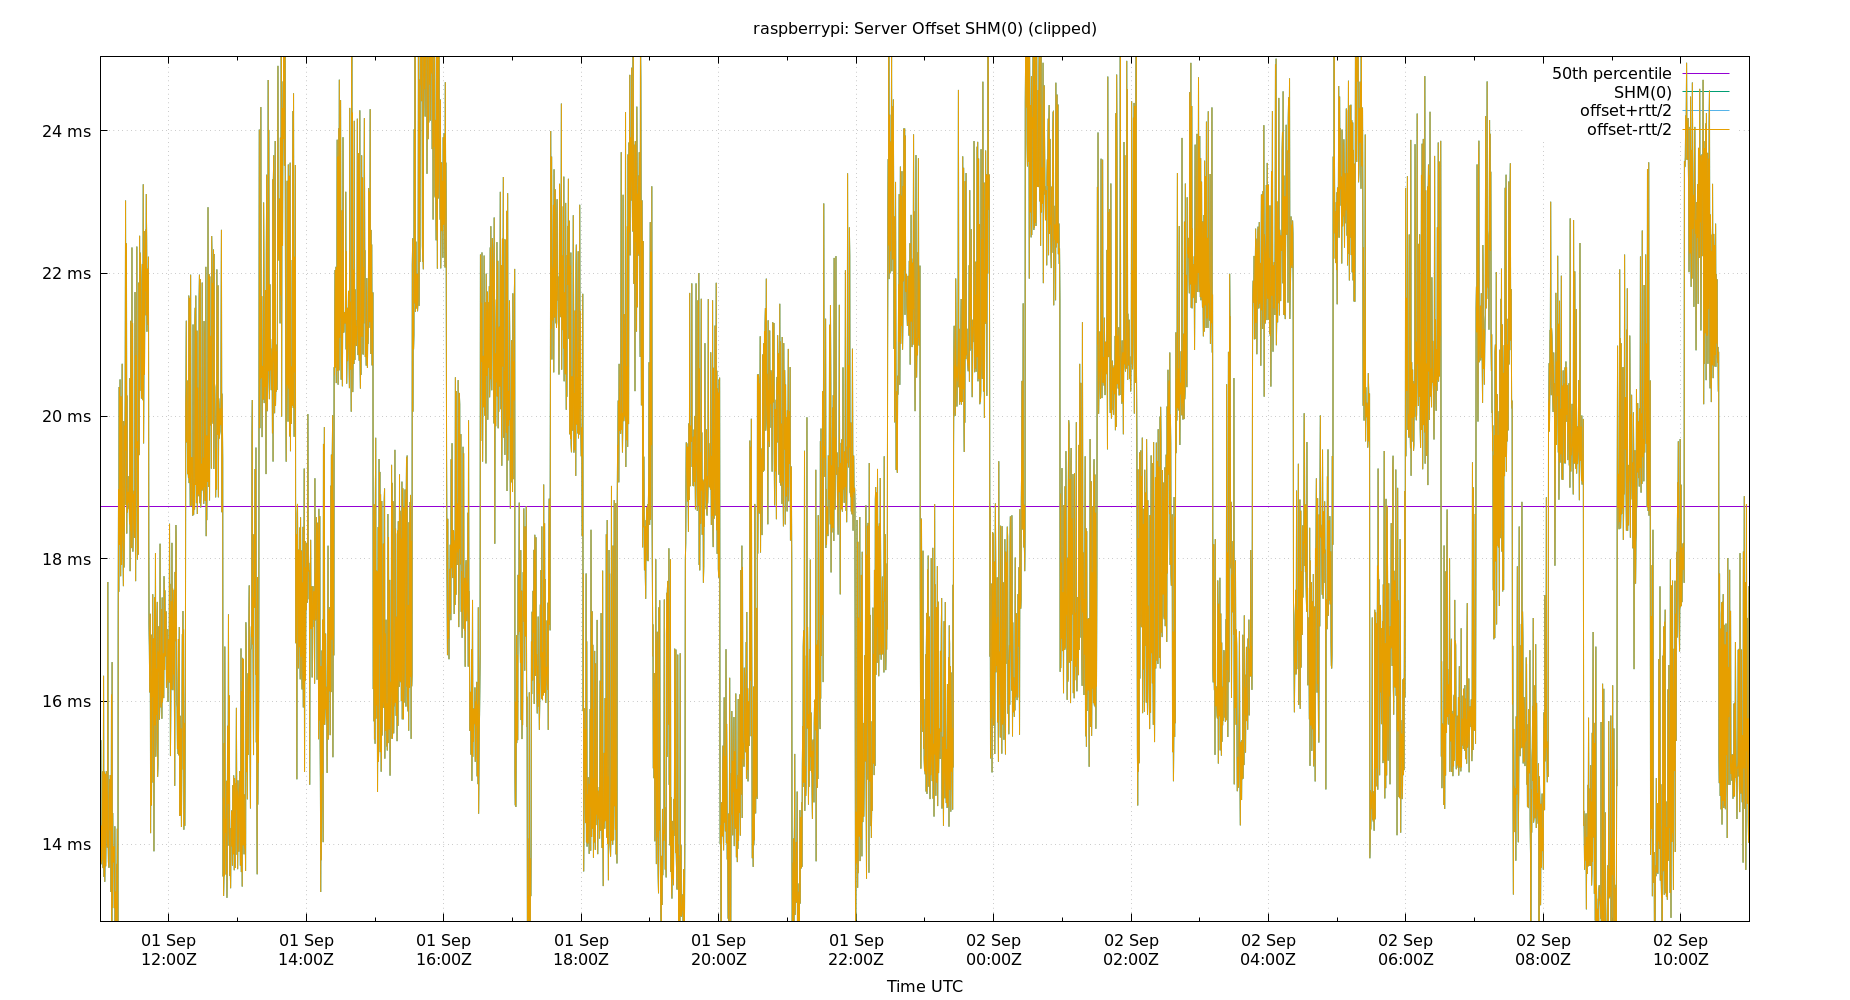 raspberrypi: Server Offset SHM(0) (clipped)
50th percentile
SHM(0)
offset+rtt/2
offset-rtt/2
24 ms
22 ms
20 ms
18 ms
16 ms
14 ms
01 Sep 01 Sep 01 Sep 01 Sep 01 Sep 01 Sep 02 Sep 02 Sep 02 Sep 02 Sep 02 Sep 02 Sep
12:00Z 14:00Z 16:00Z 18:00Z 20:00Z 22:00Z 00:00Z 02:00Z 04:00Z 06:00Z 08:00Z 10:00Z
Time UTC